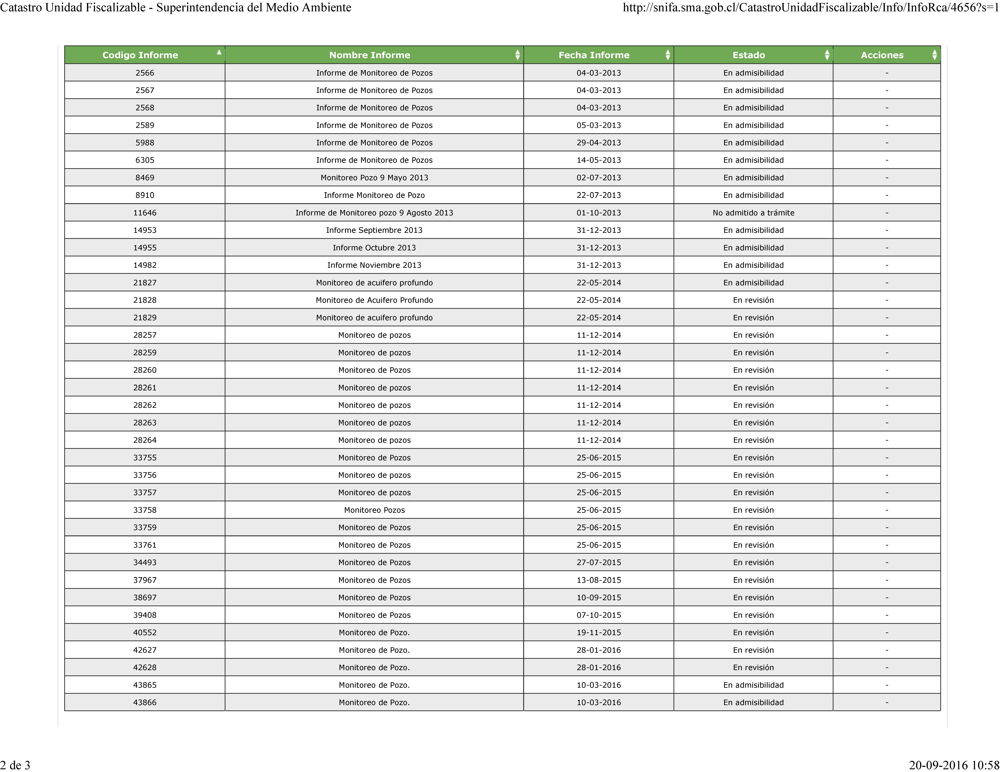 Catastro Unidad Fiscalizable - Superintendencia del Medio Ambiente http://snifa.sma.gob.cl/CatastroUnidadFiscalizable/Info/InfoRca/4656?s=1
Codigo Informe Nombre Informe Fecha Informe Estado Acciones
2566 Informe de Monitoreo de Pozos 04-03-2013 En admisibilidad -
2567 Informe de Monitoreo de Pozos 04-03-2013 En admisibilidad -
2568 Informe de Monitoreo de Pozos 04-03-2013 En admisibilidad -
2589 Informe de Monitoreo de Pozos 05-03-2013 En admisibilidad -
5988 Informe de Monitoreo de Pozos 29-04-2013 En admisibilidad -
6305 Informe de Monitoreo de Pozos 14-05-2013 En admisibilidad -
8469 Monitoreo Pozo 9 Mayo 2013 02-07-2013 En admisibilidad -
8910 Informe Monitoreo de Pozo 22-07-2013 En admisibilidad -
11646 Informe de Monitoreo pozo 9 Agosto 2013 01-10-2013 No admitido a trámite -
14953 Informe Septiembre 2013 31-12-2013 En admisibilidad -
14955 Informe Octubre 2013 31-12-2013 En admisibilidad -
14982 Informe Noviembre 2013 31-12-2013 En admisibilidad -
21827 Monitoreo de acuifero profundo 22-05-2014 En admisibilidad -
21828 Monitoreo de Acuifero Profundo 22-05-2014 En revisión -
21829 Monitoreo de acuifero profundo 22-05-2014 En revisión -
28257 Monitoreo de pozos 11-12-2014 En revisión -
28259 Monitoreo de pozos 11-12-2014 En revisión -
28260 Monitoreo de Pozos 11-12-2014 En revisión -
28261 Monitoreo de pozos 11-12-2014 En revisión -
28262 Monitoreo de pozos 11-12-2014 En revisión -
28263 Monitoreo de pozos 11-12-2014 En revisión -
28264 Monitoreo de pozos 11-12-2014 En revisión -
33755 Monitoreo de Pozos 25-06-2015 En revisión -
33756 Monitoreo de pozos 25-06-2015 En revisión -
33757 Monitoreo de pozos 25-06-2015 En revisión -
33758 Monitoreo Pozos 25-06-2015 En revisión -
33759 Monitoreo de Pozos 25-06-2015 En revisión -
33761 Monitoreo de Pozos 25-06-2015 En revisión -
34493 Monitoreo de Pozos 27-07-2015 En revisión -
37967 Monitoreo de Pozos 13-08-2015 En revisión -
38697 Monitoreo de Pozos 10-09-2015 En revisión -
39408 Monitoreo de Pozos 07-10-2015 En revisión -
40552 Monitoreo de Pozo. 19-11-2015 En revisión -
42627 Monitoreo de Pozo. 28-01-2016 En revisión -
42628 Monitoreo de Pozo. 28-01-2016 En revisión -
43865 Monitoreo de Pozo. 10-03-2016 En admisibilidad -
43866 Monitoreo de Pozo. 10-03-2016 En admisibilidad -
2 de 3 20-09-2016 10:58